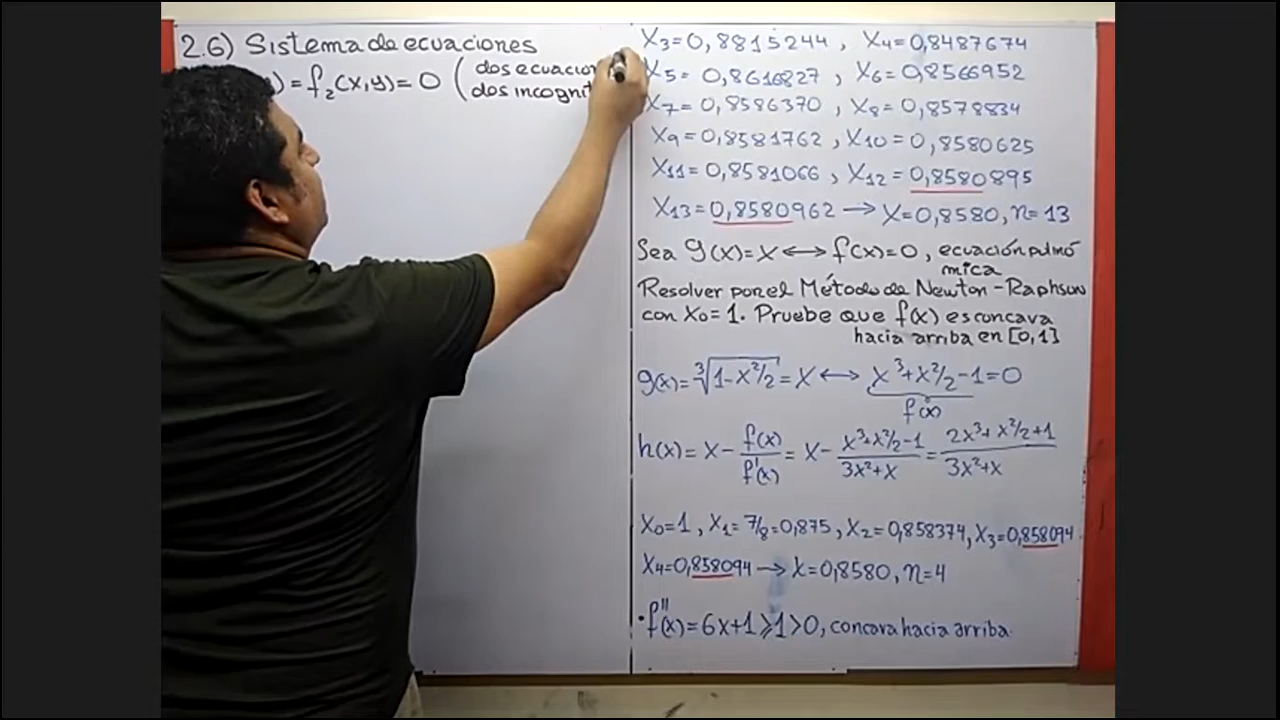 2.6) Sistema de ecuaciones
) = f₂(x,y) = 0 ( dos ecuacion
dos incognit
X₃ = 0,8815244 , X₄ = 0,8487674
X₅ = 0,8616827 , X₆ = 0,8566952
X₇ = 0,8586370 , X₈ = 0,8578834
X₉ = 0,8581762 , X₁₀ = 0,8580625
X₁₁ = 0,8581066 , X₁₂ = 0,8580895
X₁₃ = 0,8580962 → X = 0,8580, n = 13
Sea g(x) = x ↔ f(x) = 0 , ecuación pulmó
mica
Resolver por el Método de Newton-Raphson
con X₀ = 1. Pruebe que f(x) es concava
hacia arriba en [0,1]
g(x) = ∛(1-x²/2) = x ↔ x³ + x²/2 - 1 = 0
f(x)
h(x) = x - f(x)/f'(x) = x - (x³+x²/2-1)/(3x²+x) = (2x³+x²/2+1)/(3x²+x)
X₀ = 1 , X₁ = 7/8 = 0,875 , X₂ = 0,858374 , X₃ = 0,858094
X₄ = 0,858094 → X = 0,8580 , n = 4
• f''(x) = 6x+1 ⩾ 1 > 0 , concava hacia arriba